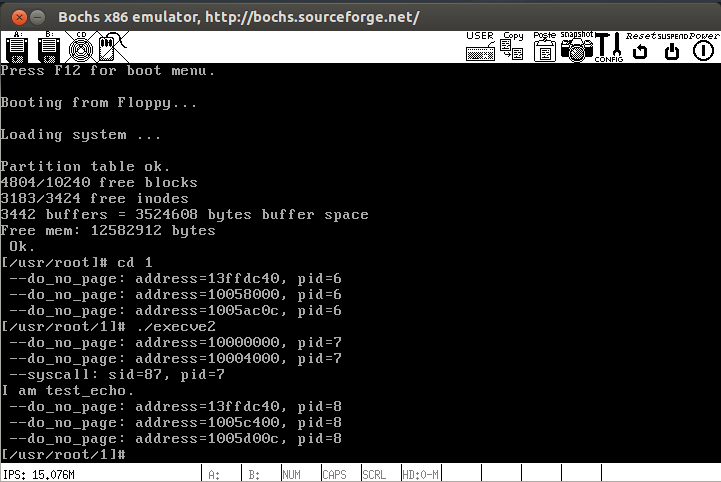 Bochs x86 emulator, http://bochs.sourceforge.net/
A: B: CD USER Copy Paste snapshot CONFIG Reset SUSPEND Power
Press F12 for boot menu.
Booting from Floppy...
Loading system ...
Partition table ok.
4804/10240 free blocks
3183/3424 free inodes
3442 buffers = 3524608 bytes buffer space
Free mem: 12582912 bytes
Ok.
[/usr/root]# cd 1
--do_no_page: address=13ffdc40, pid=6
--do_no_page: address=10058000, pid=6
--do_no_page: address=1005ac0c, pid=6
[/usr/root/1]# ./execve2
--do_no_page: address=10000000, pid=7
--do_no_page: address=10004000, pid=7
--syscall: sid=87, pid=7
I am test_echo.
--do_no_page: address=13ffdc40, pid=8
--do_no_page: address=1005c400, pid=8
--do_no_page: address=1005d00c, pid=8
[/usr/root/1]#
IPS: 15.076M A: B: NUM CAPS SCRL HD:0-M